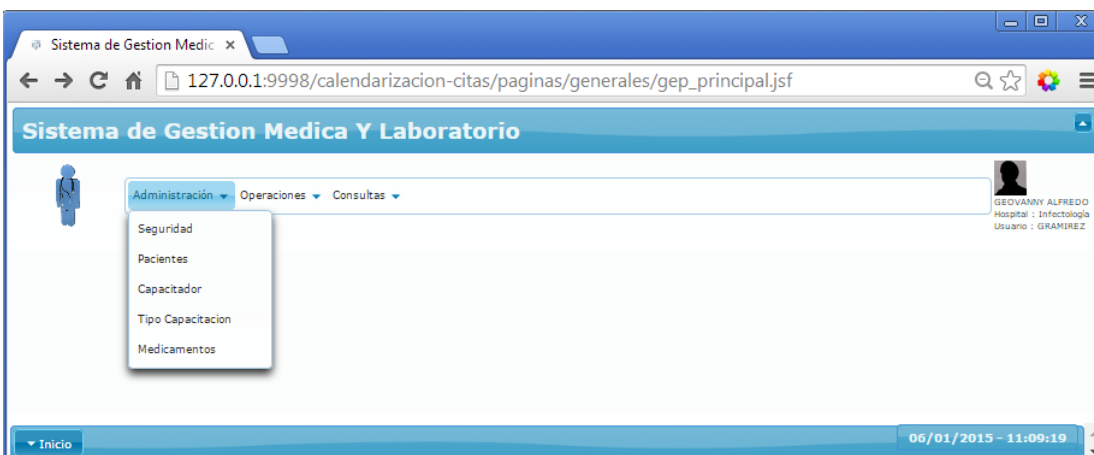 Sistema de Gestion Medic
127.0.0.1:9998/calendarizacion-citas/paginas/generales/gep_principal.jsf
Sistema de Gestion Medica Y Laboratorio
Administración Operaciones Consultas
GEOVANNY ALFREDO
Hospital : Infectología
Usuario : GRAMIREZ
Seguridad
Pacientes
Capacitador
Tipo Capacitacion
Medicamentos
Inicio
06/01/2015 - 11:09:19